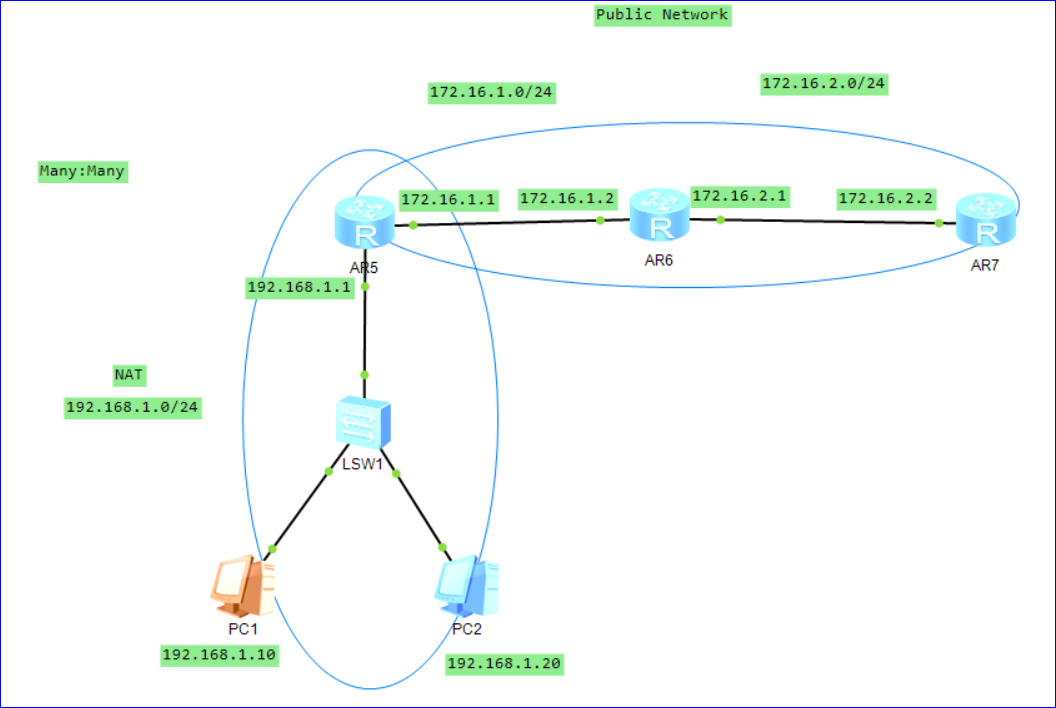 Public Network
172.16.1.0/24
172.16.2.0/24
Many:Many
172.16.1.1
172.16.1.2
172.16.2.1
172.16.2.2
R
R
R
AR5
AR6
AR7
192.168.1.1
NAT
192.168.1.0/24
LSW1
PC1
PC2
192.168.1.10
192.168.1.20